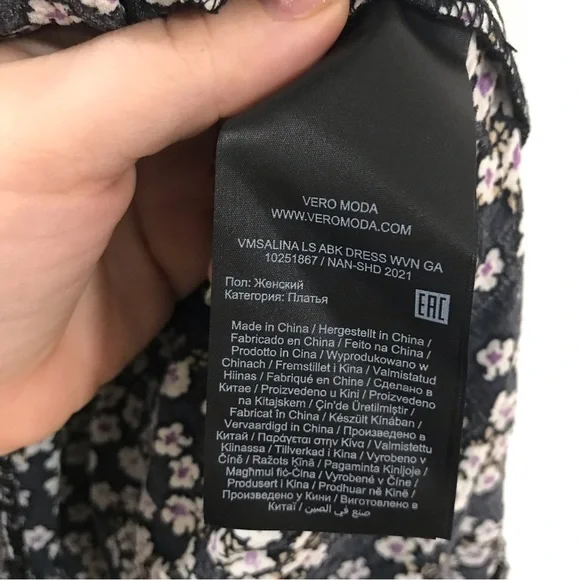 VERO MODA
WWW.VEROMODA.COM
VMSALINA LS ABK DRESS WVN GA
10251867 / NAN-SHD 2021
Пол: Женский
Категория: Платья
EAC
Made in China / Hergestellt in China /
Fabricado en China / Feito na China /
Prodotto in Cina / Wyprodukowano w
Chinach / Fremstillet i Kina / Valmistatud
Hiinas / Fabriqué en Chine / Сделано в
Китае / Proizvedeno u Kini / Proizvedeno
na Kitajskem / Çin'de Üretilmiştir /
Fabricat în China / Készült Kínában /
Vervaardigd in China / Произведено в
Китай / Παράγεται στην Κίνα / Valmistettu
Kiinassa / Tillverkad i Kina / Vyrobeno v
Číně / Ražots Ķīnā / Pagaminta Kinijoje /
Magħmul fiċ-Ċina / Vyrobené v Číne /
Produsert i Kina / Prodhuar në Kinë /
Произведено у Кини / Виготовлено в
Китаї / صنع في الصين